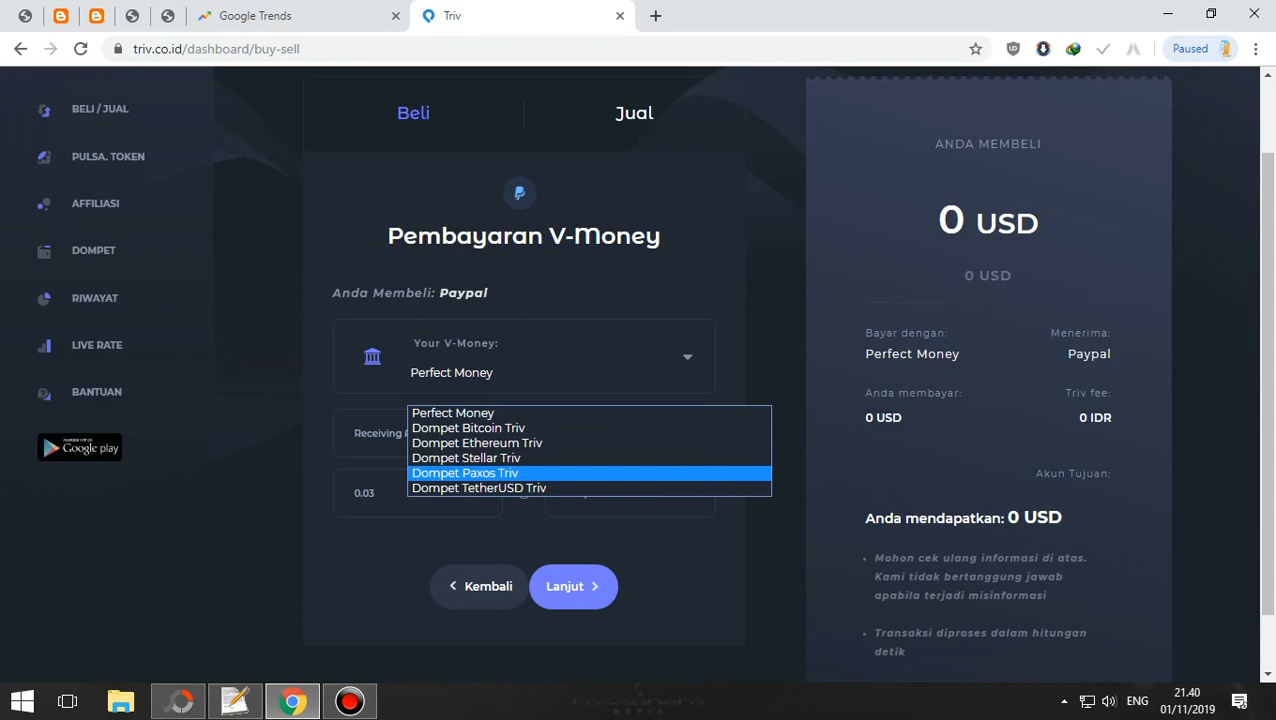 Google Trends
Triv
triv.co.id/dashboard/buy-sell
Paused
BELI / JUAL
PULSA. TOKEN
AFFILIASI
DOMPET
RIWAYAT
LIVE RATE
BANTUAN
ANDROID APP ON
Google play
Beli
Jual
Pembayaran V-Money
Anda Membeli: Paypal
Your V-Money:
Perfect Money
Receiving
Perfect Money
Dompet Bitcoin Triv
Dompet Ethereum Triv
Dompet Stellar Triv
Dompet Paxos Triv
Dompet TetherUSD Triv
0.03
Kembali
Lanjut
ANDA MEMBELI
0 USD
0 USD
Bayar dengan:
Menerima:
Perfect Money
Paypal
Anda membayar:
Triv fee:
0 USD
0 IDR
Akun Tujuan:
Anda mendapatkan: 0 USD
Mohon cek ulang informasi di atas.
Kami tidak bertanggung jawab
apabila terjadi misinformasi
Transaksi diproses dalam hitungan
detik
ENG
21.40
01/11/2019